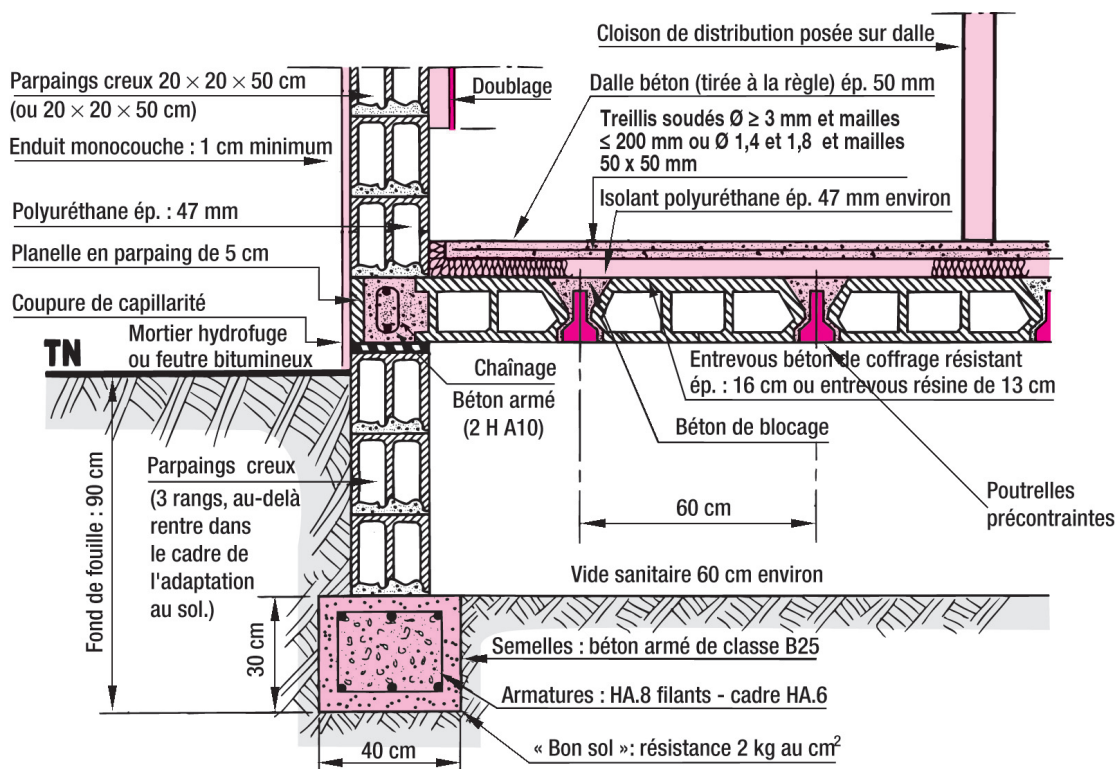 Cloison de distribution posée sur dalle
Parpaings creux 20 × 20 × 50 cm
(ou 20 × 20 × 50 cm)
Doublage
Dalle béton (tirée à la règle) ép. 50 mm
Treillis soudés Ø ≥ 3 mm et mailles
≤ 200 mm ou Ø 1,4 et 1,8 et mailles
50 x 50 mm
Enduit monocouche : 1 cm minimum
Isolant polyuréthane ép. 47 mm environ
Polyuréthane ép. : 47 mm
Planelle en parpaing de 5 cm
Coupure de capillarité
Mortier hydrofuge
ou feutre bitumineux
TN
Chaînage
Béton armé
(2 H A10)
Entrevous béton de coffrage résistant
ép. : 16 cm ou entrevous résine de 13 cm
Béton de blocage
Poutrelles
précontraintes
60 cm
Fond de fouille : 90 cm
Parpaings creux
(3 rangs, au-delà
rentre dans
le cadre de
l'adaptation
au sol.)
Vide sanitaire 60 cm environ
30 cm
Semelles : béton armé de classe B25
Armatures : HA.8 filants - cadre HA.6
40 cm
« Bon sol »: résistance 2 kg au cm²